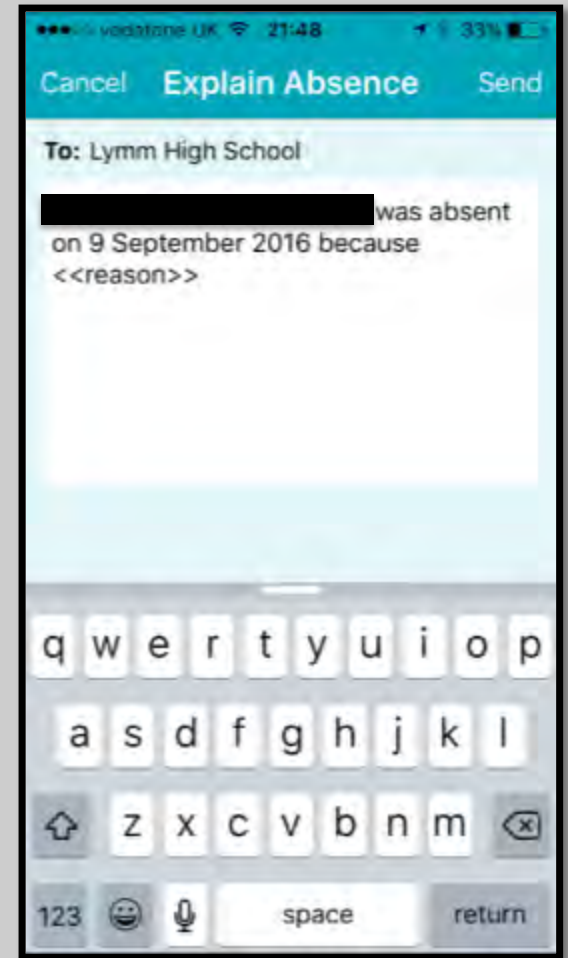 vodafone UK 21:48 33%
Cancel Explain Absence Send
To: Lymm High School
was absent
on 9 September 2016 because
<<reason>>
q w e r t y u i o p
a s d f g h j k l
z x c v b n m
123 space return